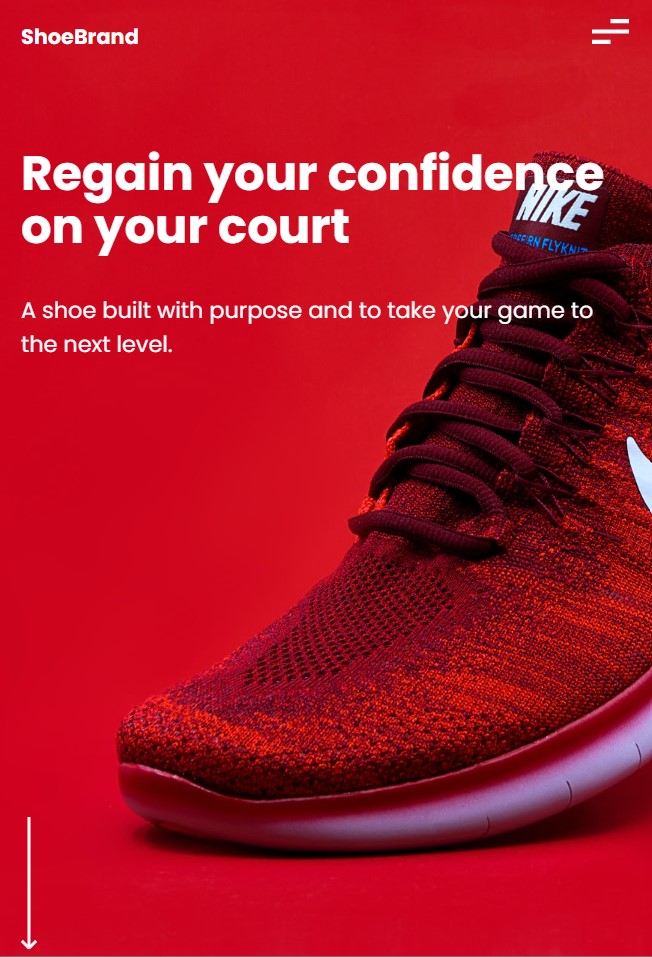 ShoeBrand
Regain your confidence
on your court
NIKE
A shoe built with purpose and to take your game to
the next level.